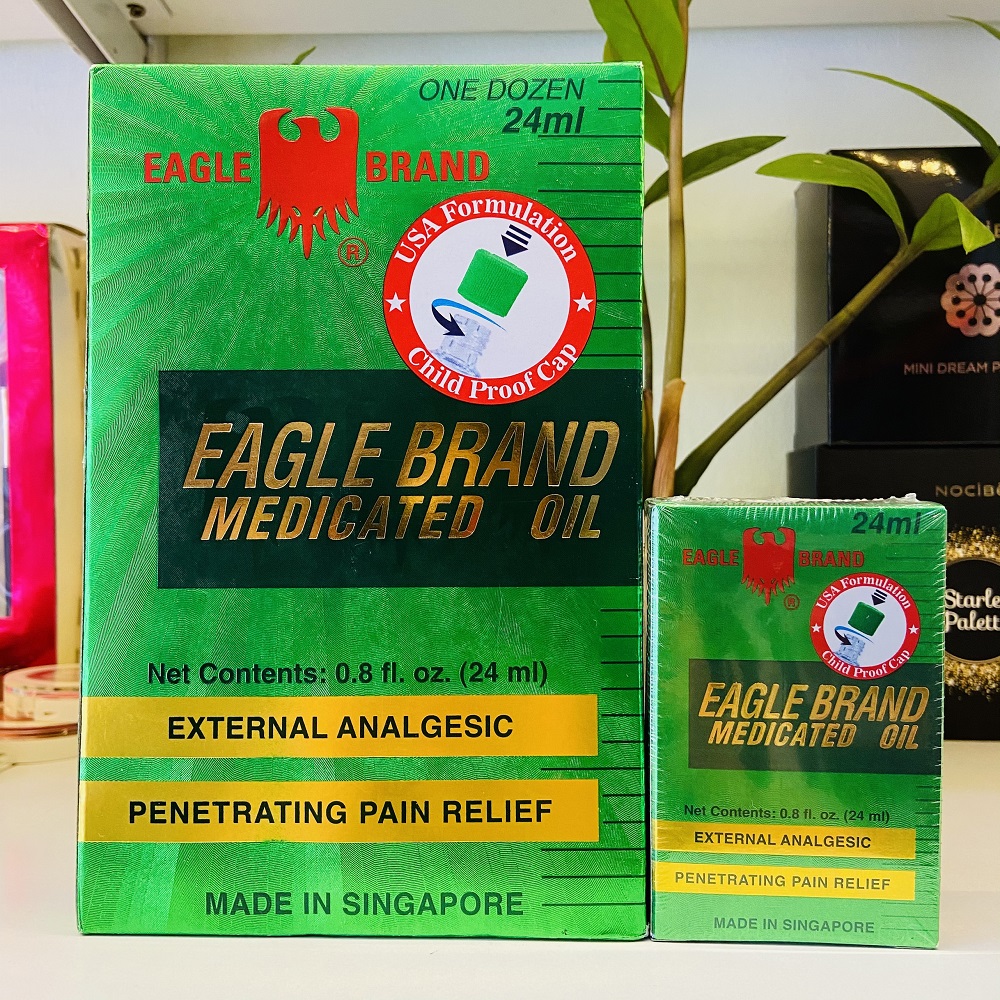 ONE DOZEN
24ml
EAGLE BRAND
®
USA Formulation
Child Proof Cap
EAGLE BRAND
MEDICATED OIL
Net Contents: 0.8 fl. oz. (24 ml)
EXTERNAL ANALGESIC
PENETRATING PAIN RELIEF
MADE IN SINGAPORE
24ml
EAGLE BRAND
®
USA Formulation
Child Proof Cap
EAGLE BRAND
MEDICATED OIL
Net Contents: 0.8 fl. oz. (24 ml)
EXTERNAL ANALGESIC
PENETRATING PAIN RELIEF
MADE IN SINGAPORE
MINI DREAM